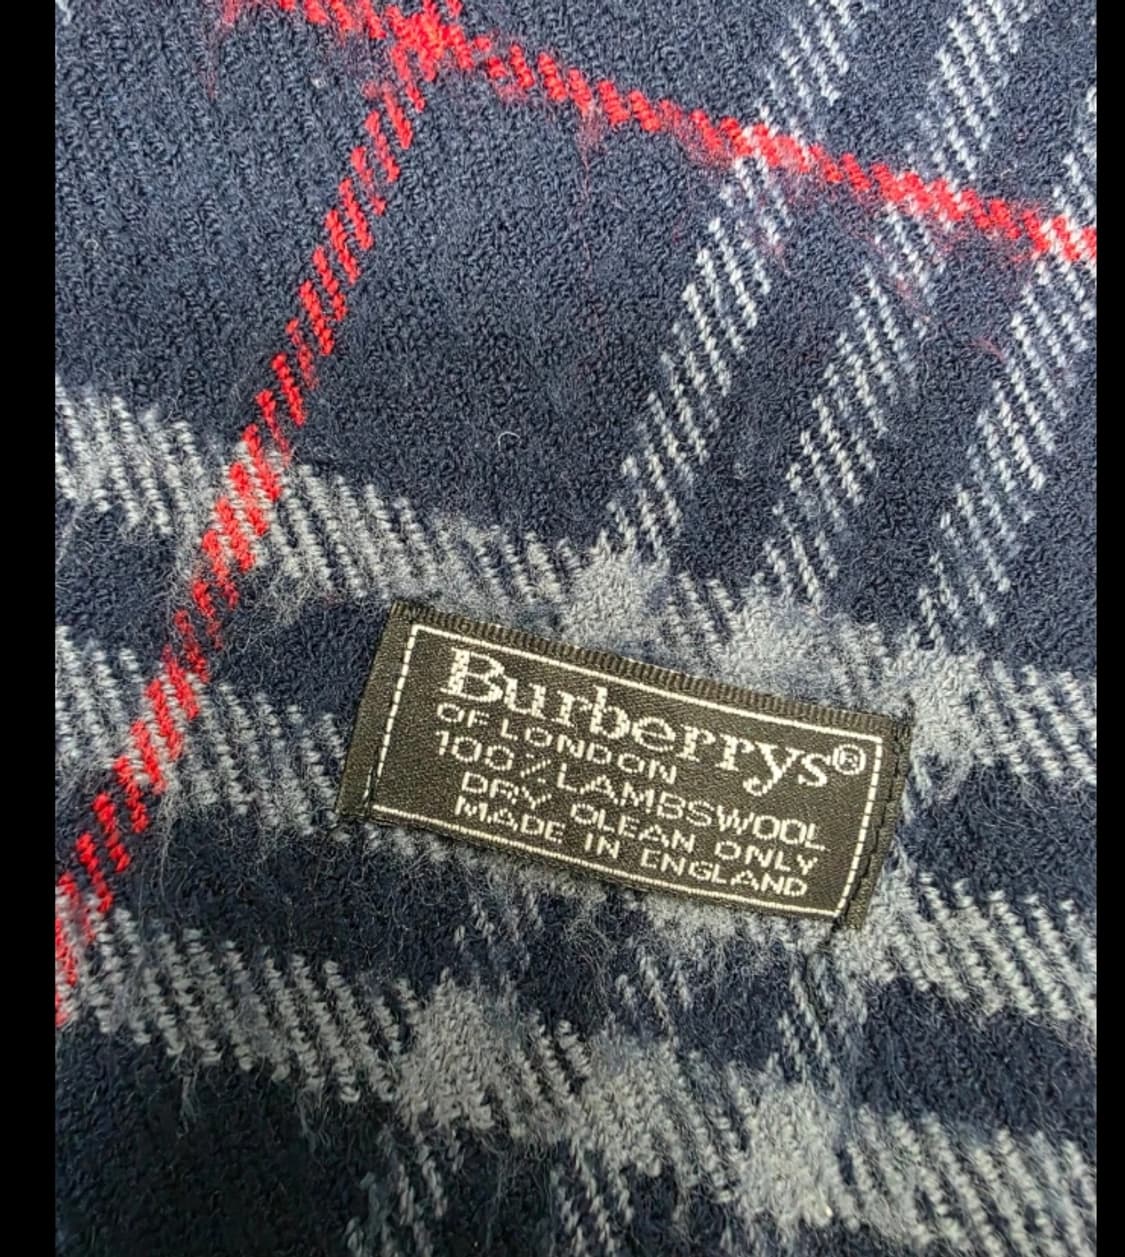 Burberrys®
OF LONDON
100% LAMBSWOOL
DRY CLEAN ONLY
MADE IN ENGLAND